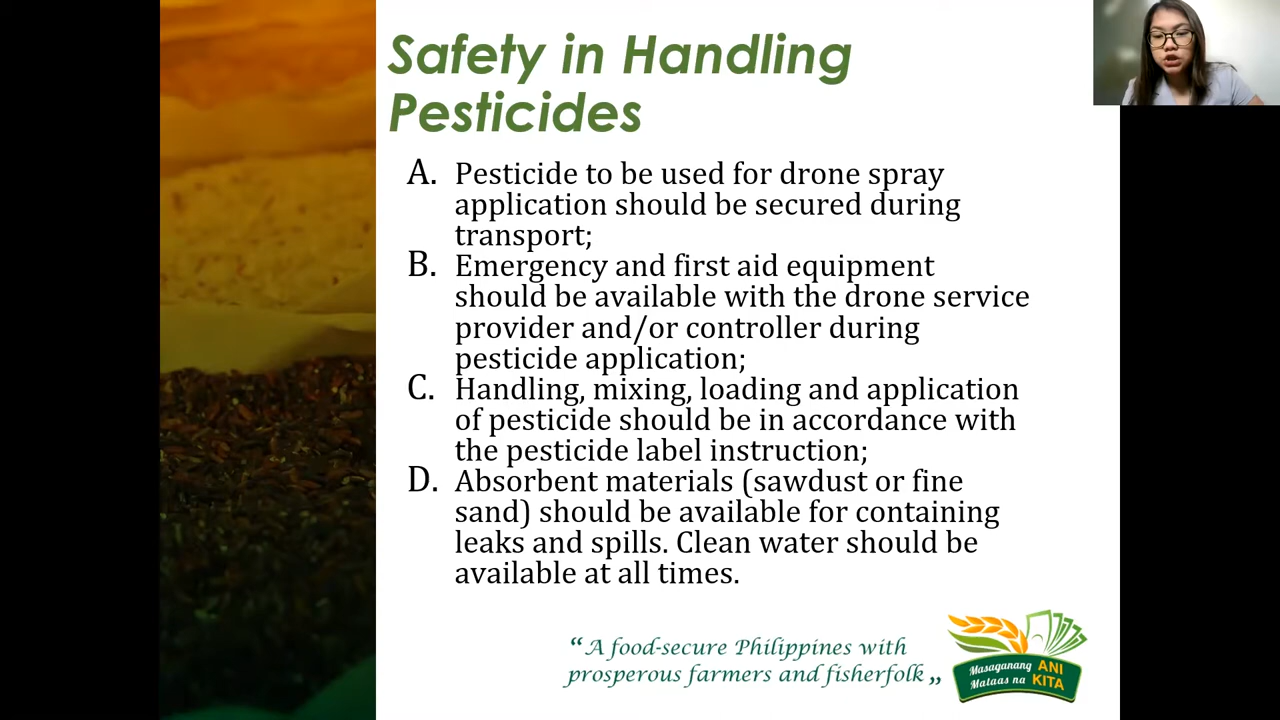 Safety in Handling
Pesticides
A. Pesticide to be used for drone spray
application should be secured during
transport;
B. Emergency and first aid equipment
should be available with the drone service
provider and/or controller during
pesticide application;
C. Handling, mixing, loading and application
of pesticide should be in accordance with
the pesticide label instruction;
D. Absorbent materials (sawdust or fine
sand) should be available for containing
leaks and spills. Clean water should be
available at all times.
“A food-secure Philippines with
prosperous farmers and fisherfolk„
Masaganang ANI
Mataas na KITA